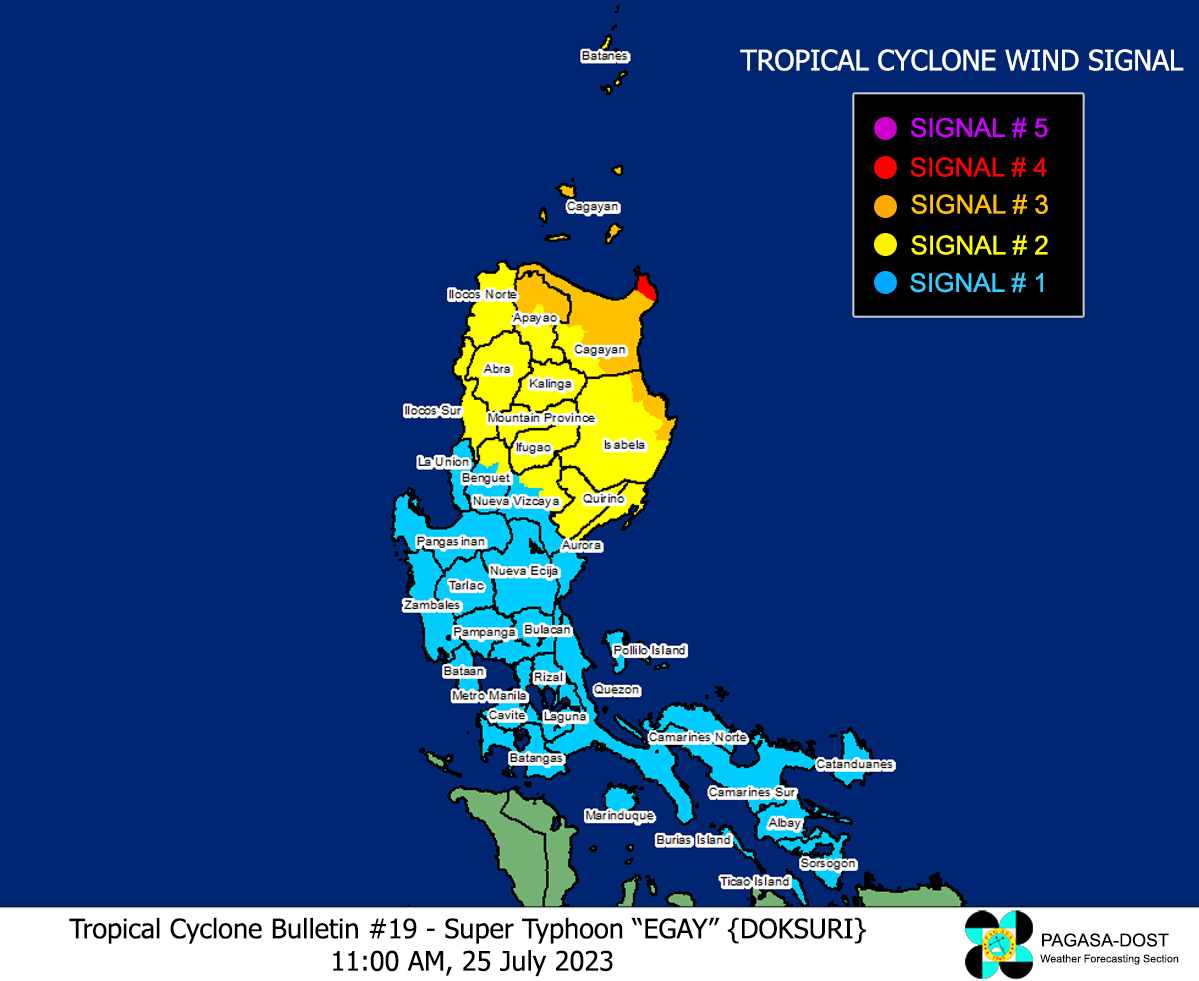 Batanes
TROPICAL CYCLONE WIND SIGNAL
SIGNAL # 5
SIGNAL # 4
SIGNAL # 3
SIGNAL # 2
SIGNAL # 1
Cagayan
Ilocos Norte
Apayao
Cagayan
Abra
Kalinga
Ilocos Sur
Mountain Province
Ifugao
Isabela
La Union
Benguet
Nueva Vizcaya
Quirino
Pangasinan
Aurora
Nueva Ecija
Tarlac
Zambales
Pampanga
Bulacan
Pollilo Island
Bataan
Rizal
Metro Manila
Quezon
Cavite
Laguna
Camarines Norte
Batangas
Catanduanes
Camarines Sur
Marinduque
Albay
Burias Island
Sorsogon
Ticao Island
Tropical Cyclone Bulletin #19 - Super Typhoon “EGAY” {DOKSURI}
11:00 AM, 25 July 2023
PAGASA-DOST
Weather Forecasting Section